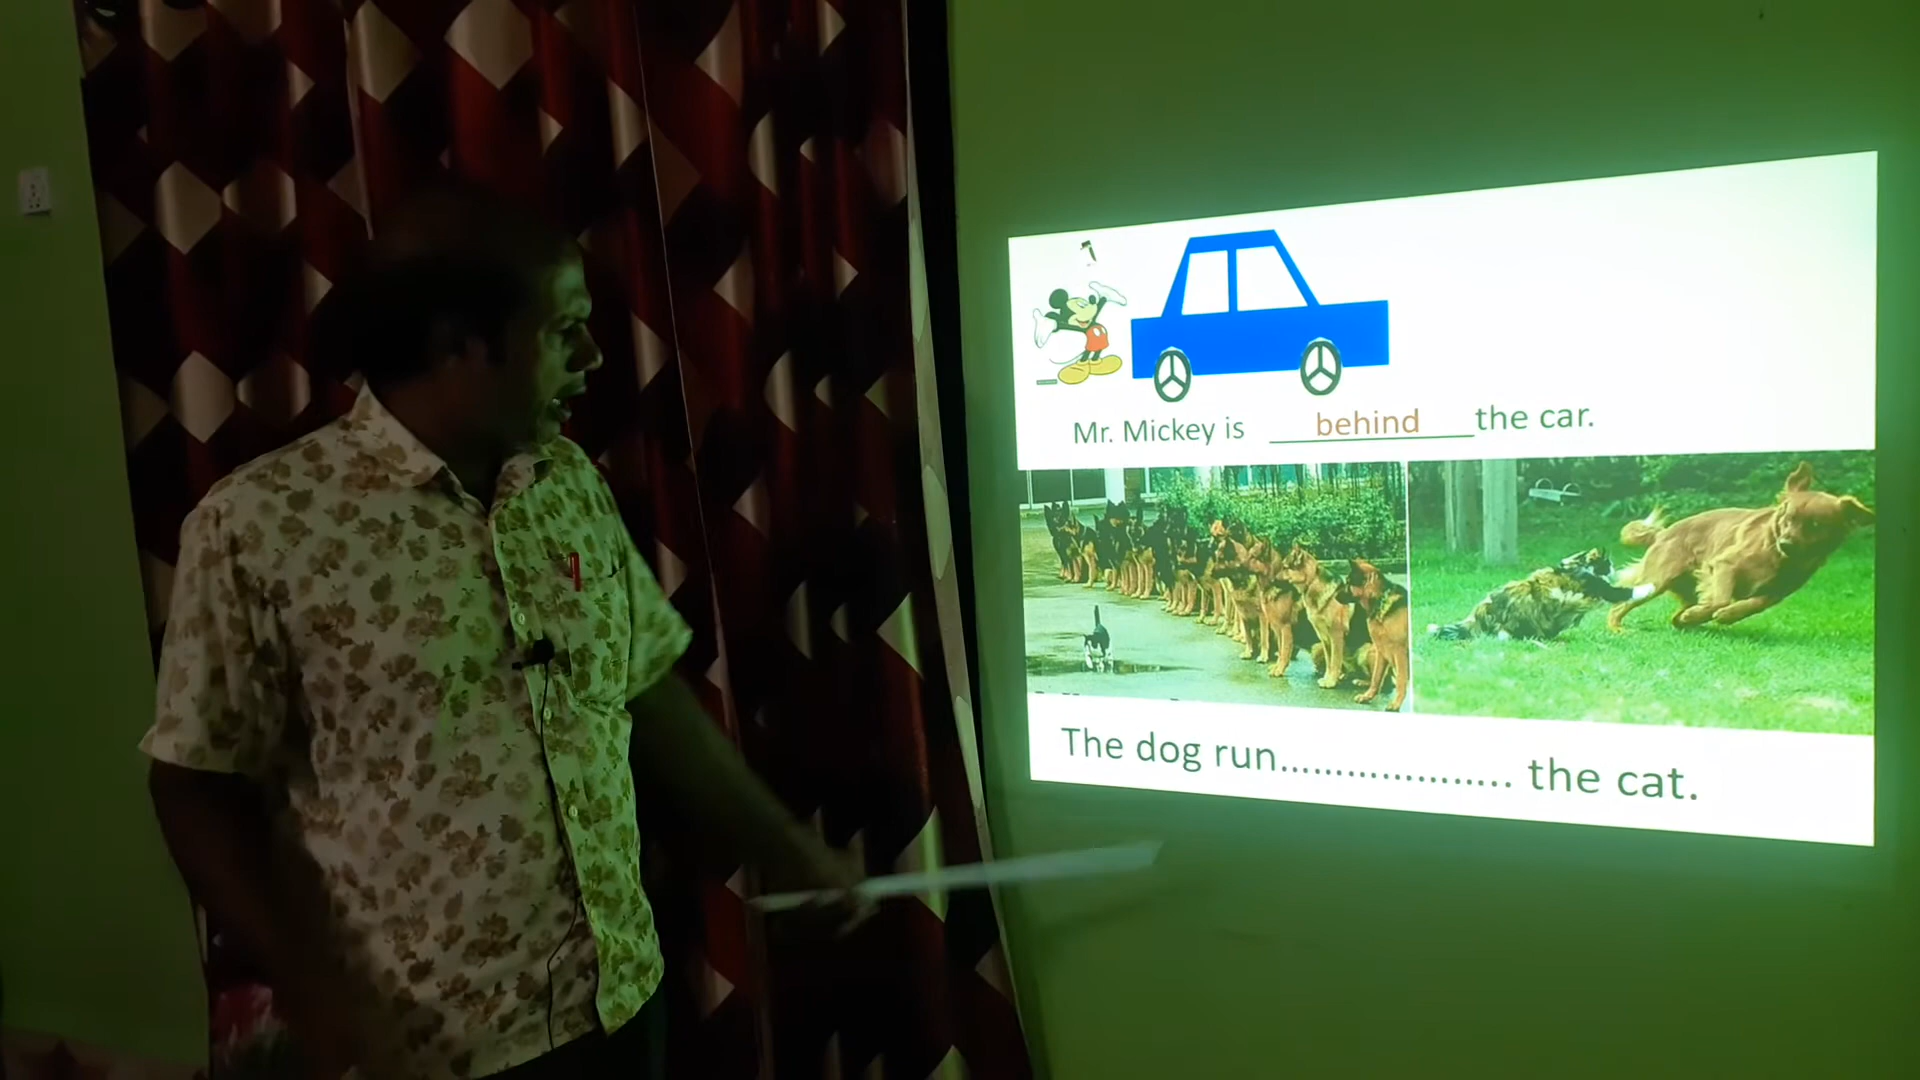 Mr. Mickey is behind the car.
The dog run.................... the cat.